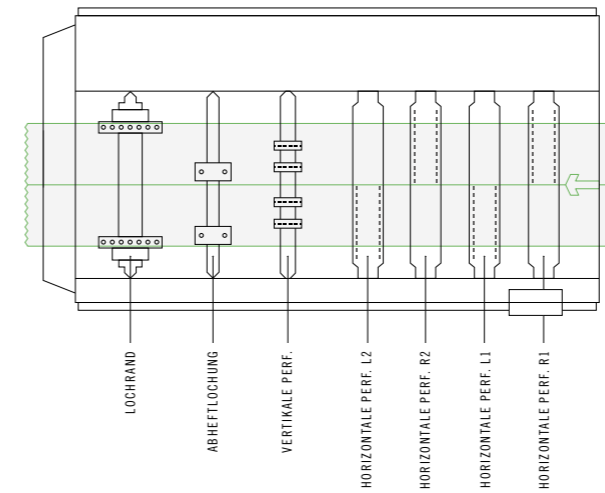 LOCHRAND
ABHEFTLOCHUNG
VERTIKALE PERF.
HORIZONTALE PERF. L2
HORIZONTALE PERF. R2
HORIZONTALE PERF. L1
HORIZONTALE PERF. R1